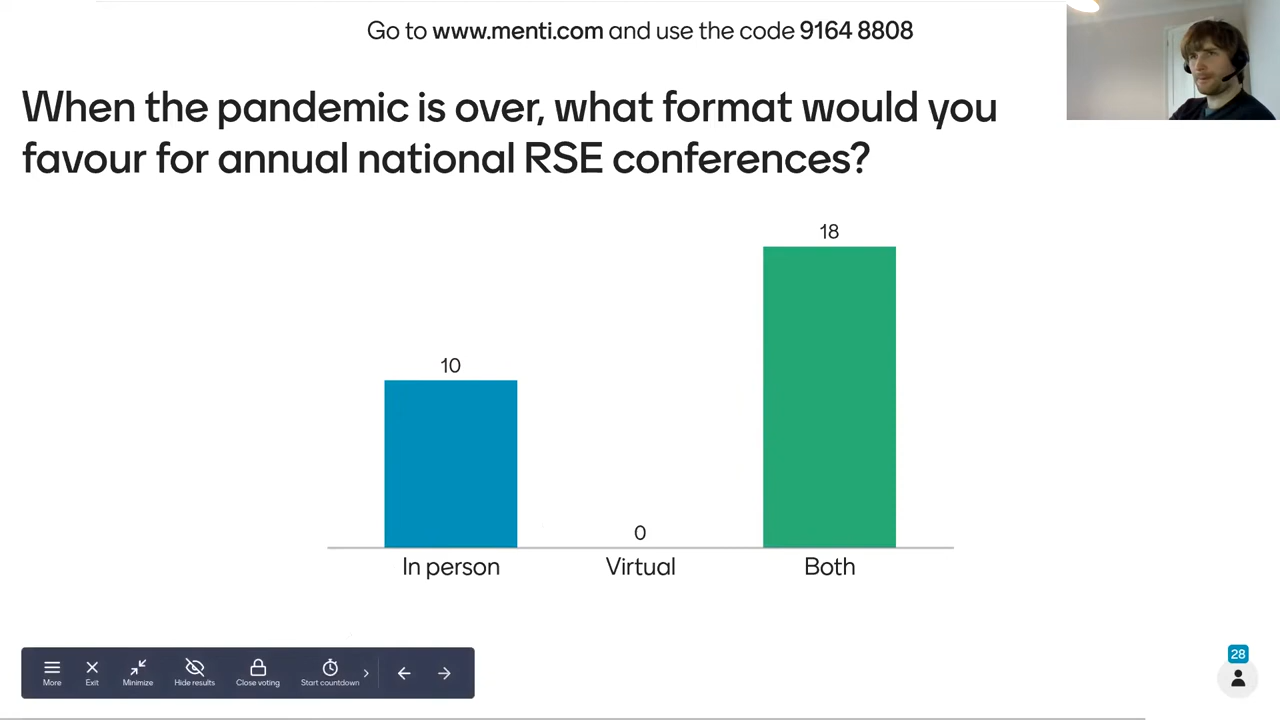 Go to www.menti.com and use the code 9164 8808
When the pandemic is over, what format would you
favour for annual national RSE conferences?
18
10
0
In person
Virtual
Both
More
Exit
Minimize
Hide results
Close voting
Start countdown
28